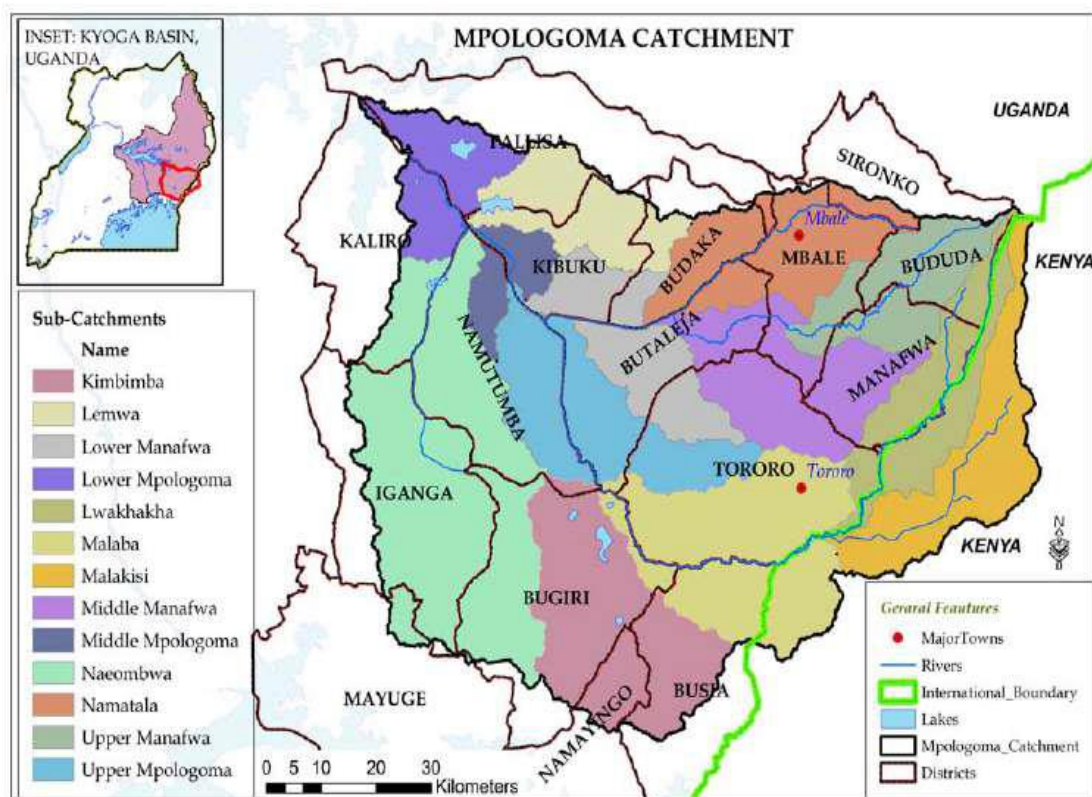 INSET: KYOGA BASIN,
UGANDA
MPOLOGOMA CATCHMENT
UGANDA
SIRONKO
PALLISA
KALIRO
KIBUKU
BUDAKA
Mbale
MBALE
BUDUDA
KENYA
NAMUTUMBA
BUTALEJA
MANAFWA
TORORO
Tororo
IGANGA
BUGIRI
KENYA
N
MAYUGE
NAMAYINGO
BUSIA
Sub-Catchments
Name
Kimbimba
Lemwa
Lower Manafwa
Lower Mpologoma
Lwakhakha
Malaba
Malakisi
Middle Manafwa
Middle Mpologoma
Naeombwa
Namatala
Upper Manafwa
Upper Mpologoma
0 5 10 20 30
Kilometers
Geraral Feautures
MajorTowns
Rivers
International_Boundary
Lakes
Mpologoma_Catchment
Districts